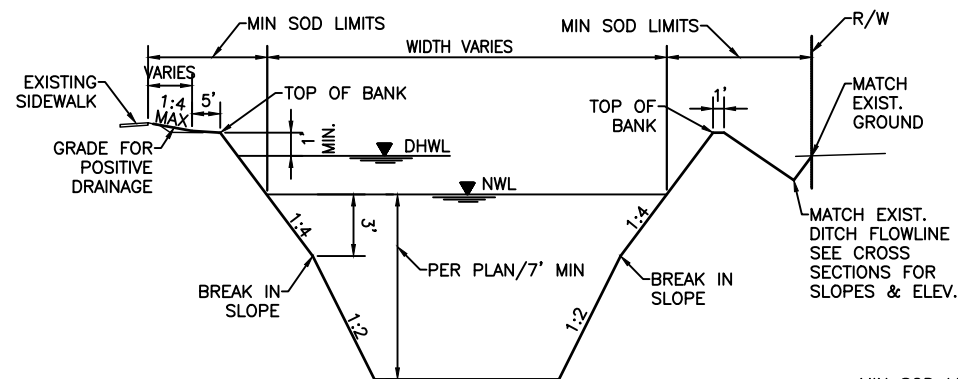 MIN SOD LIMITS
WIDTH VARIES
MIN SOD LIMITS
R/W
EXISTING
SIDEWALK
VARIES
1:4
MAX
5'
TOP OF BANK
1'
MIN.
DHWL
GRADE FOR
POSITIVE
DRAINAGE
TOP OF
BANK
1'
MATCH
EXIST.
GROUND
NWL
1:4
3'
1:4
PER PLAN/7' MIN
BREAK IN
SLOPE
BREAK IN
SLOPE
MATCH EXIST.
DITCH FLOWLINE
SEE CROSS
SECTIONS FOR
SLOPES & ELEV.
1:2
1:2